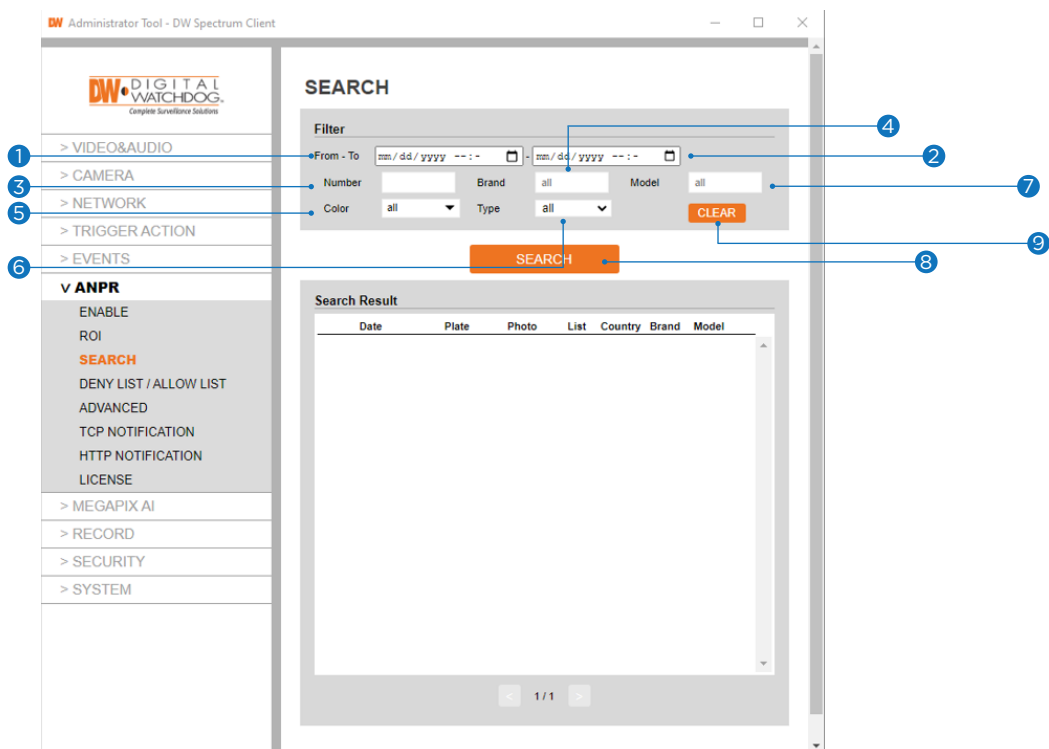 DW Administrator Tool - DW Spectrum Client
DW DIGITAL
WATCHDOG.
Complete Surveillance Solutions
> VIDEO&AUDIO
> CAMERA
> NETWORK
> TRIGGER ACTION
> EVENTS
V ANPR
ENABLE
ROI
SEARCH
DENY LIST / ALLOW LIST
ADVANCED
TCP NOTIFICATION
HTTP NOTIFICATION
LICENSE
> MEGAPIX AI
> RECORD
> SECURITY
> SYSTEM
SEARCH
Filter
4
1 From - To mm/dd/yyyy --:- - mm/dd/yyyy --:- 2
3 Number Brand all Model all 7
5 Color all Type all CLEAR
9
6 SEARCH 8
Search Result
Date Plate Photo List Country Brand Model
< 1 / 1 >